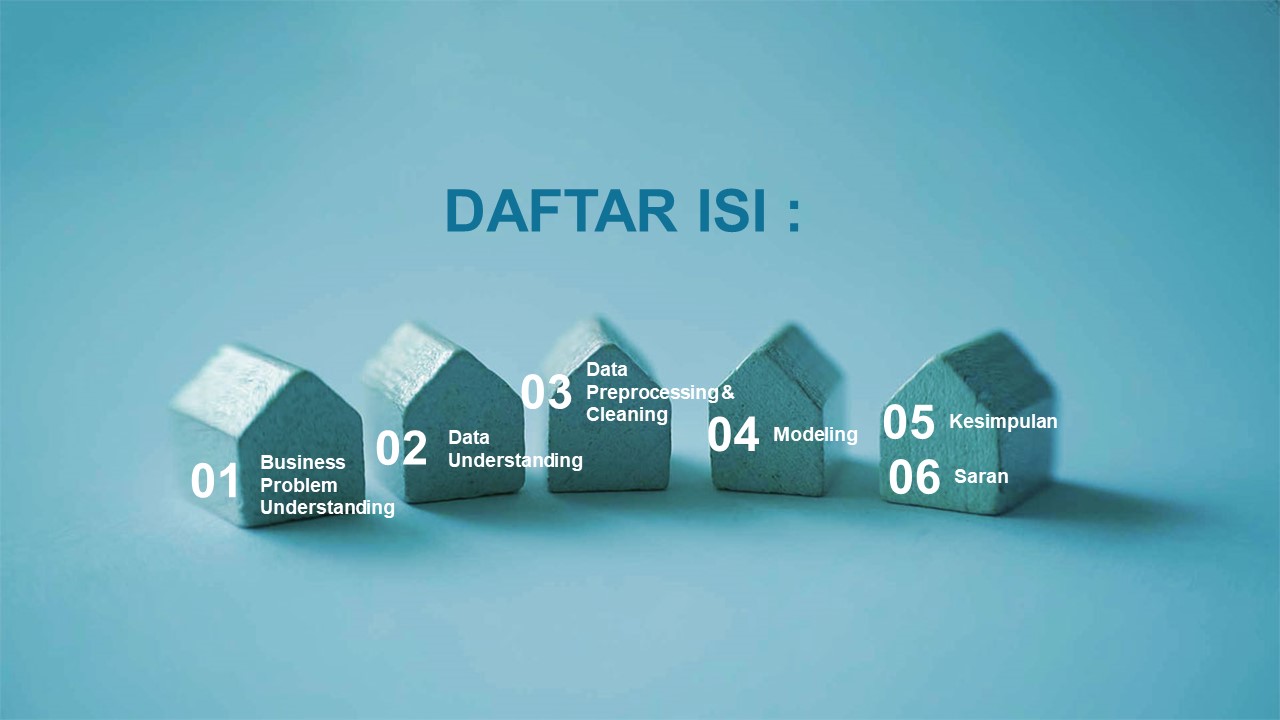 DAFTAR ISI :
01
Business
Problem
Understanding
02
Data
Understanding
03
Data
Preprocessing &
Cleaning
04
Modeling
05
Kesimpulan
06
Saran